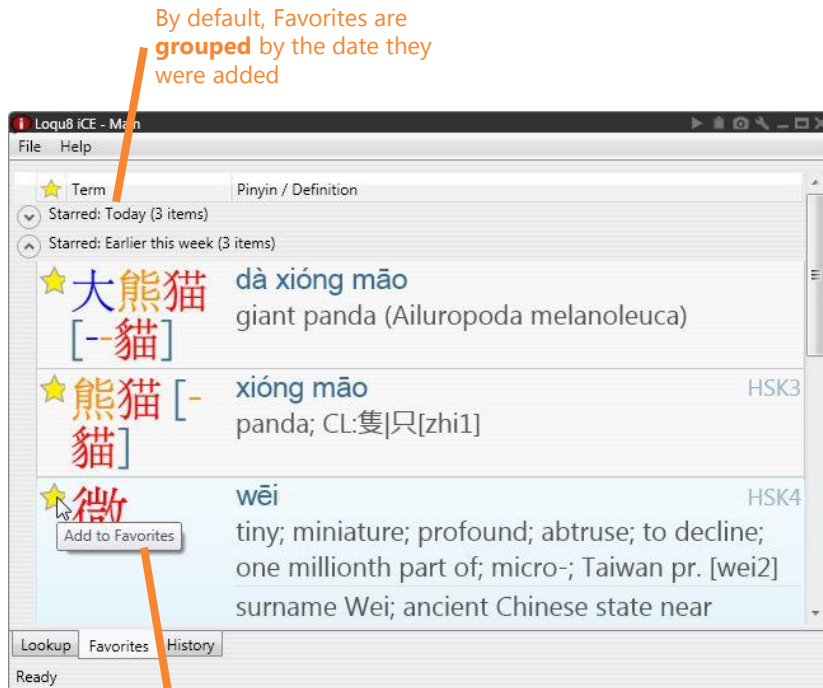 By default, Favorites are
grouped by the date they
were added
Loqu8 iCE - Main
File Help
Term Pinyin / Definition
Starred: Today (3 items)
Starred: Earlier this week (3 items)
大熊猫
[--貓]
dà xióng māo
giant panda (Ailuropoda melanoleuca)
熊猫 [-
貓]
xióng māo
HSK3
panda; CL:隻|只[zhi1]
微
wēi
HSK4
Add to Favorites
tiny; miniature; profound; abtruse; to decline;
one millionth part of; micro-; Taiwan pr. [wei2]
surname Wei; ancient Chinese state near
Lookup Favorites History
Ready